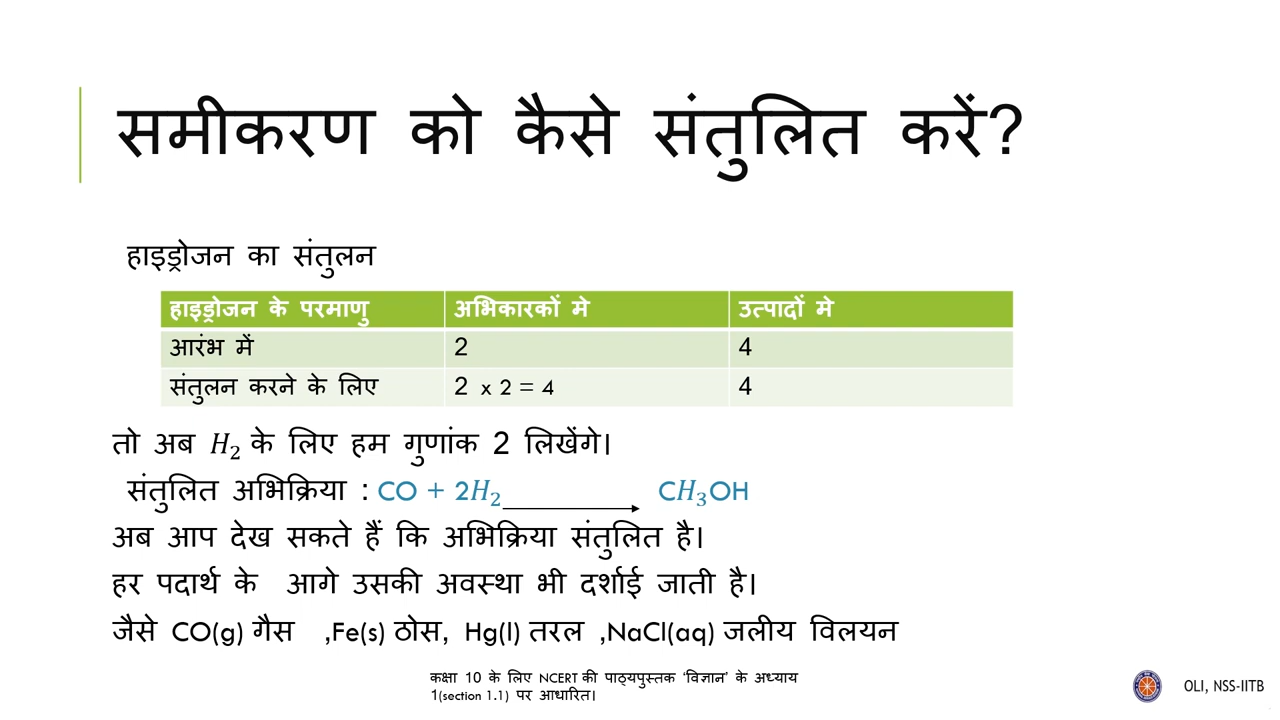 समीकरण को कैसे संतुलित करें?
हाइड्रोजन का संतुलन
हाइड्रोजन के परमाणु अभिकारकों मे उत्पादों मे
आरंभ में 2 4
संतुलन करने के लिए 2 x 2 = 4 4
तो अब H₂ के लिए हम गुणांक 2 लिखेंगे।
संतुलित अभिक्रिया : CO + 2H₂ ⟶ CH₃OH
अब आप देख सकते हैं कि अभिक्रिया संतुलित है।
हर पदार्थ के आगे उसकी अवस्था भी दर्शाई जाती है।
जैसे CO(g) गैस ,Fe(s) ठोस, Hg(l) तरल ,NaCl(aq) जलीय विलयन
कक्षा 10 के लिए NCERT की पाठ्यपुस्तक ‘विज्ञान’ के अध्याय
1(section 1.1) पर आधारित।
OLI, NSS-IITB